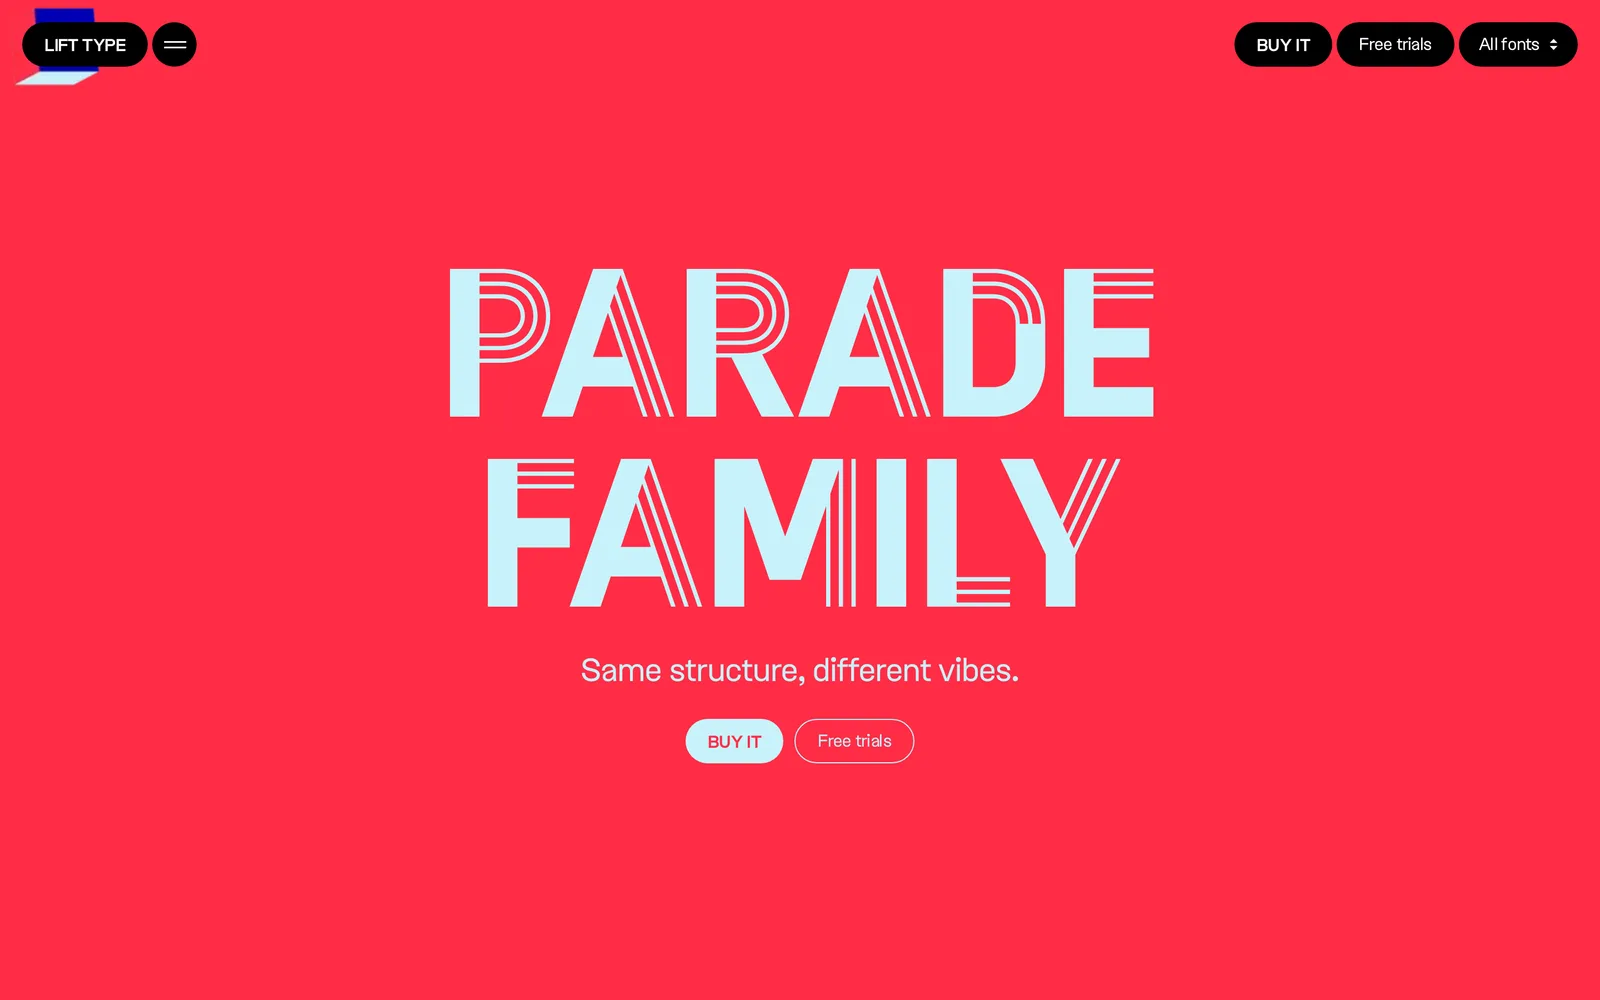 LIFT TYPE
BUY IT
Free trials
All fonts
PARADE
FAMILY
Same structure, different vibes.
BUY IT
Free trials